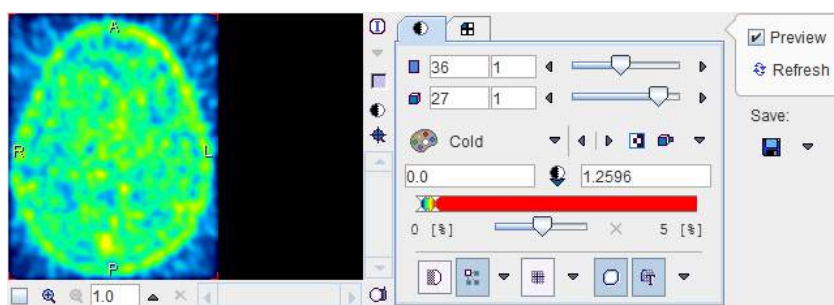 A
R
L
P
1.0
36
1
27
1
Cold
0.0
1.2596
0 [%]
5 [%]
Preview
Refresh
Save: